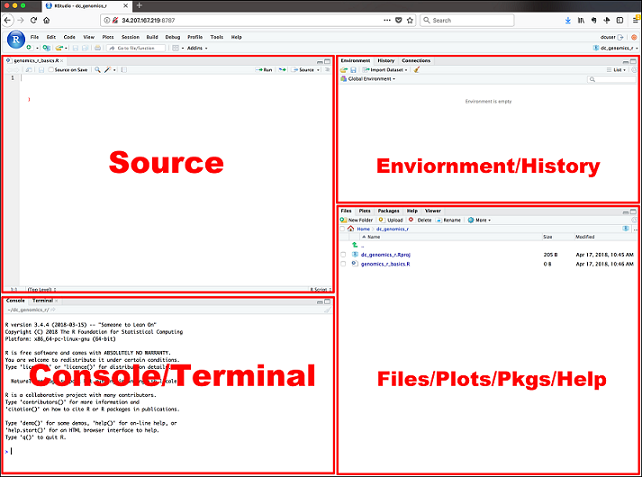 RStudio - dc_genomics_r
34.207.167.219:8787
Search
File Edit Code View Plots Session Build Debug Profile Tools Help
dcuser
Go to file/function
Addins
dc_genomics_r
genomics_r_basics.R
Source on Save
Run
Source
1
)
Source
1:1
(Top Level)
R Script
Environment History Connections
Import Dataset
List
Global Environment
Environment is empty
Enviornment/History
Files Plots Packages Help Viewer
New Folder Upload Delete Rename More
Home dc_genomics_r
Name Size Modified
..
dc_genomics_r.Rproj 205 B Apr 17, 2018, 10:45 AM
genomics_r_basics.R 0 B Apr 17, 2018, 10:46 AM
Files/Plots/Pkgs/Help
Console Terminal
~/dc_genomics_r/
R version 3.4.4 (2018-03-15) -- "Someone to Lean On"
Copyright (C) 2018 The R Foundation for Statistical Computing
Platform: x86_64-pc-linux-gnu (64-bit)
R is free software and comes with ABSOLUTELY NO WARRANTY.
You are welcome to redistribute it under certain conditions.
Type 'license()' or 'licence()' for distribution details.
Console/Terminal
R is a collaborative project with many contributors.
Type 'contributors()' for more information and
'citation()' on how to cite R or R packages in publications.
Type 'demo()' for some demos, 'help()' for on-line help, or
'help.start()' for an HTML browser interface to help.
Type 'q()' to quit R.
>